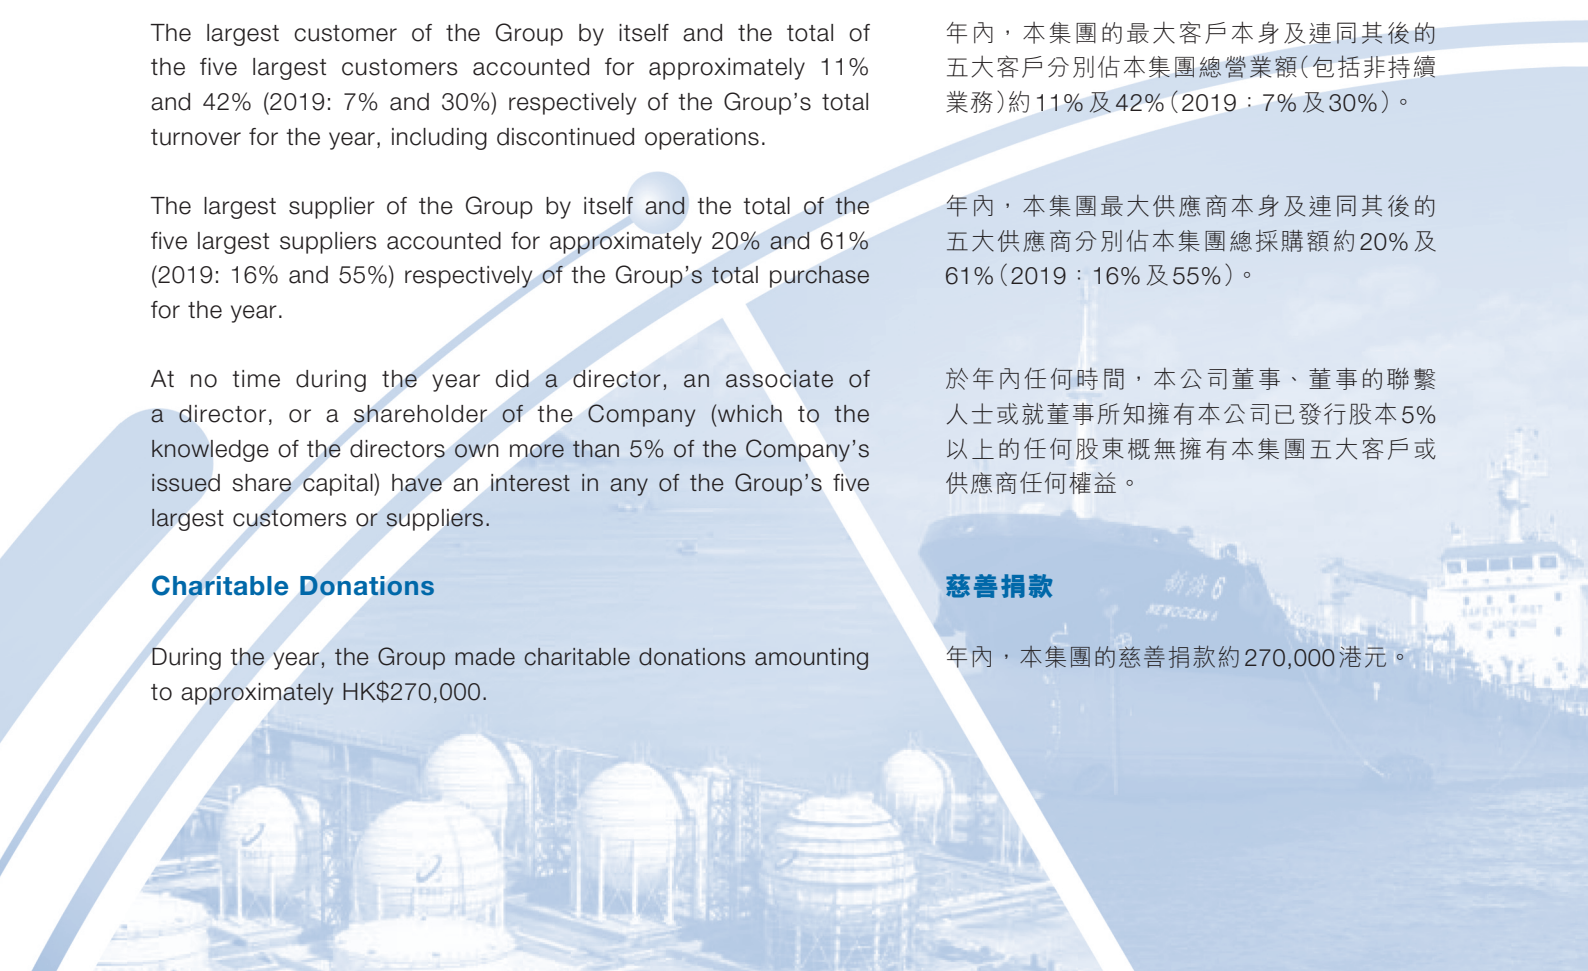 The largest customer of the Group by itself and the total of
the five largest customers accounted for approximately 11%
and 42% (2019: 7% and 30%) respectively of the Group’s total
turnover for the year, including discontinued operations.
The largest supplier of the Group by itself and the total of the
five largest suppliers accounted for approximately 20% and 61%
(2019: 16% and 55%) respectively of the Group’s total purchase
for the year.
At no time during the year did a director, an associate of
a director, or a shareholder of the Company (which to the
knowledge of the directors own more than 5% of the Company’s
issued share capital) have an interest in any of the Group’s five
largest customers or suppliers.
Charitable Donations
During the year, the Group made charitable donations amounting
to approximately HK$270,000.
年內，本集團的最大客戶本身及連同其後的
五大客戶分別佔本集團總營業額（包括非持續
業務）約11%及42%（2019：7%及30%）。
年內，本集團最大供應商本身及連同其後的
五大供應商分別佔本集團總採購額約20%及
61%（2019：16%及55%）。
於年內任何時間，本公司董事、董事的聯繫
人士或就董事所知擁有本公司已發行股本5%
以上的任何股東概無擁有本集團五大客戶或
供應商任何權益。
慈善捐款
年內，本集團的慈善捐款約270,000港元。
新海 6
NEWOCEAN 6
SAFETY FIRST
NO SMOKING